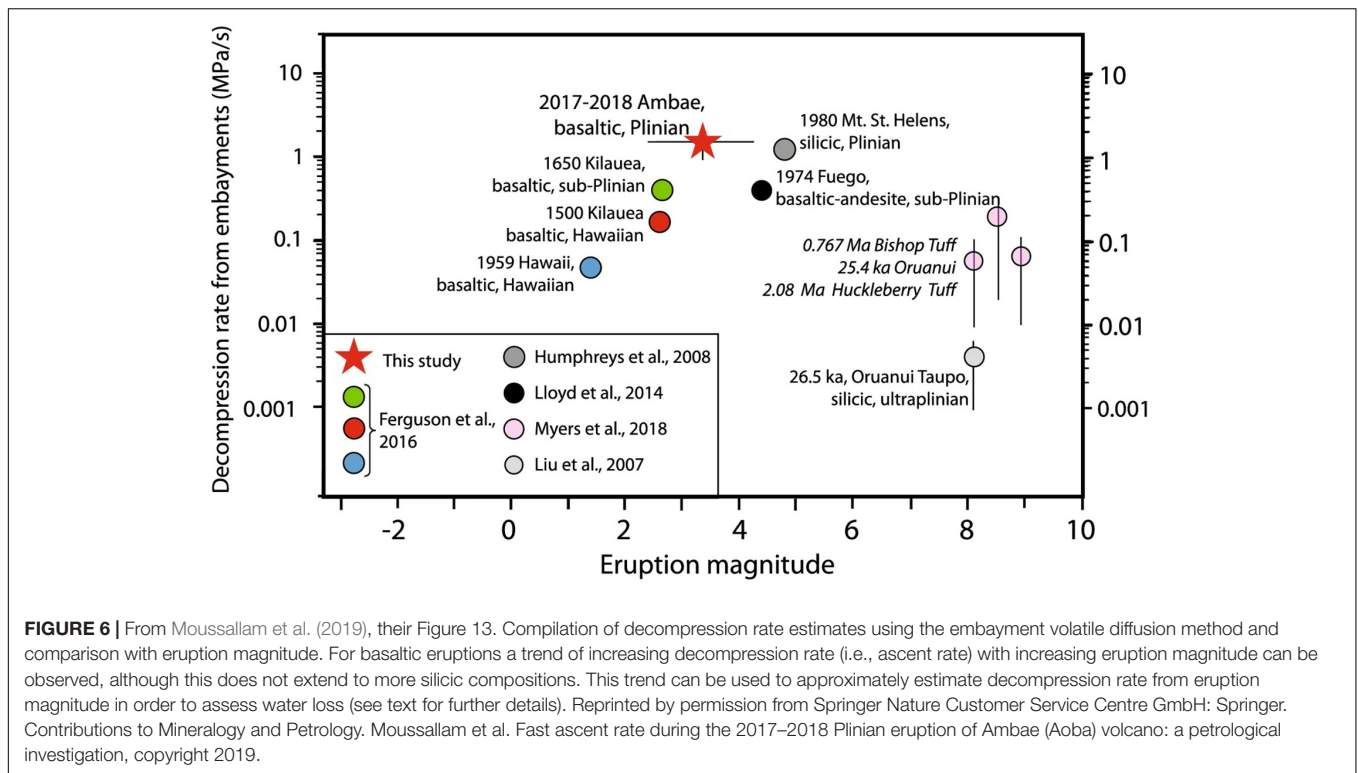 Decompression rate from embayments (MPa/s)
10
1
0.1
0.01
0.001
10
1
0.1
0.01
0.001
2017-2018 Ambae,
basaltic, Plinian
1980 Mt. St. Helens,
silicic, Plinian
1650 Kilauea,
basaltic, sub-Plinian
1974 Fuego,
basaltic-andesite, sub-Plinian
1500 Kilauea
basaltic, Hawaiian
1959 Hawaii,
basaltic, Hawaiian
0.767 Ma Bishop Tuff
25.4 ka Oruanui
2.08 Ma Huckleberry Tuff
26.5 ka, Oruanui Taupo,
silicic, ultraplinian
This study
Ferguson et al.,
2016
Humphreys et al., 2008
Lloyd et al., 2014
Myers et al., 2018
Liu et al., 2007
-2 0 2 4 6 8 10
Eruption magnitude
FIGURE 6 | From Moussallam et al. (2019), their Figure 13. Compilation of decompression rate estimates using the embayment volatile diffusion method and
comparison with eruption magnitude. For basaltic eruptions a trend of increasing decompression rate (i.e., ascent rate) with increasing eruption magnitude can be
observed, although this does not extend to more silicic compositions. This trend can be used to approximately estimate decompression rate from eruption
magnitude in order to assess water loss (see text for further details). Reprinted by permission from Springer Nature Customer Service Centre GmbH: Springer.
Contributions to Mineralogy and Petrology. Moussallam et al. Fast ascent rate during the 2017–2018 Plinian eruption of Ambae (Aoba) volcano: a petrological
investigation, copyright 2019.